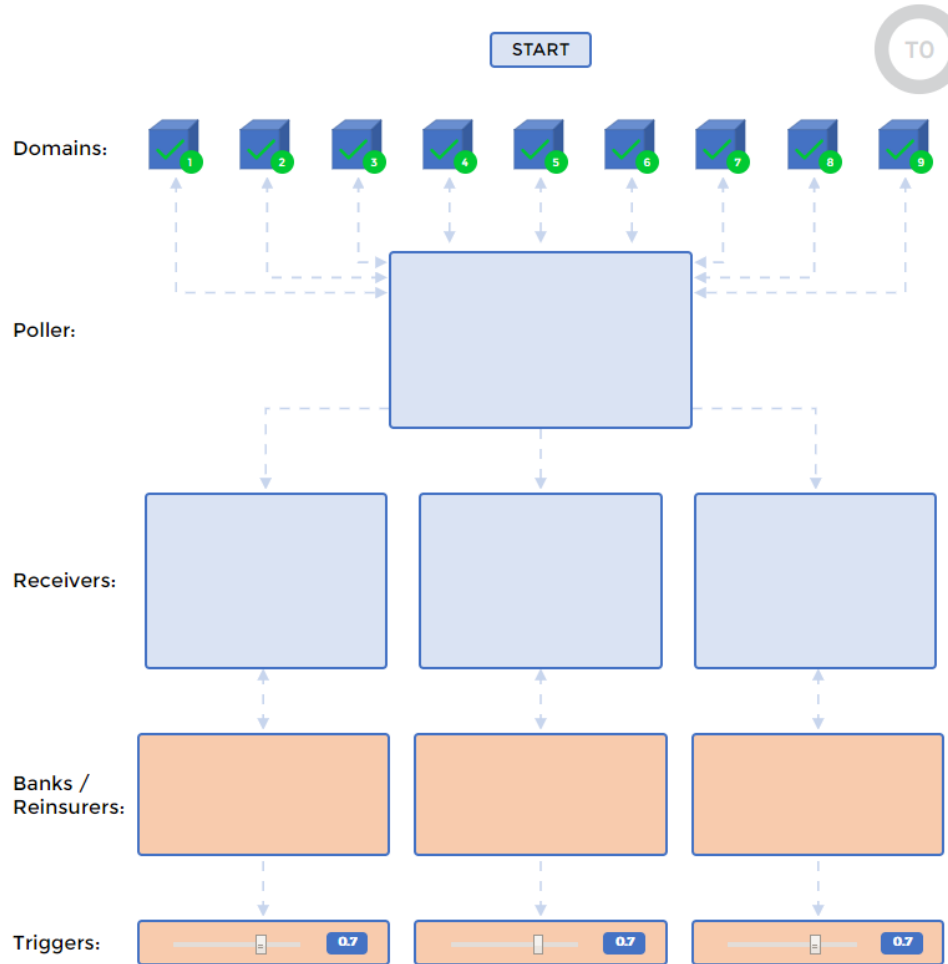 START
T0
Domains:
1 2 3 4 5 6 7 8 9
Poller:
Receivers:
Banks /
Reinsurers:
Triggers:
0.7 0.7 0.7